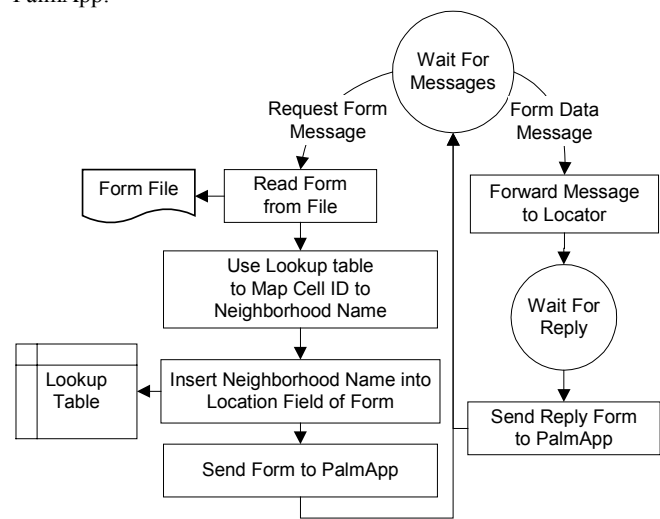 PalmApp.
Wait For
Messages
Request Form
Message
Form Data
Message
Form File
Read Form
from File
Forward Message
to Locator
Use Lookup table
to Map Cell ID to
Neighborhood Name
Wait For
Reply
Lookup
Table
Insert Neighborhood Name into
Location Field of Form
Send Reply Form
to PalmApp
Send Form to PalmApp